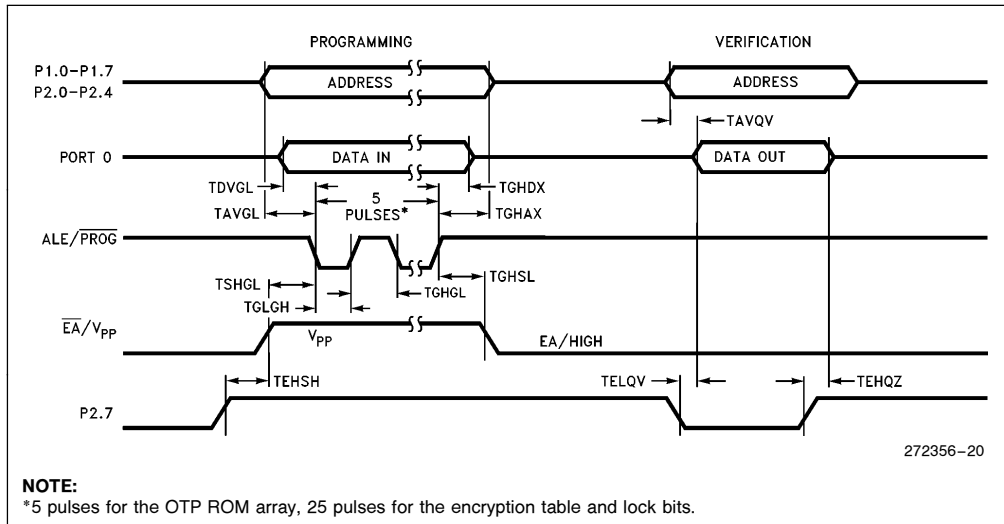 PROGRAMMING VERIFICATION
P1.0–P1.7
P2.0–P2.4
ADDRESS ADDRESS
TAVQV
PORT 0 DATA IN DATA OUT
TDVGL 5 TGHDX
TAVGL PULSES* TGHAX
ALE/PROG
TSHGL TGHSL
TGLGH TGHGL
EA/VPP VPP EA/HIGH
TEHSH TELQV TEHQZ
P2.7
272356–20
NOTE:
*5 pulses for the OTP ROM array, 25 pulses for the encryption table and lock bits.